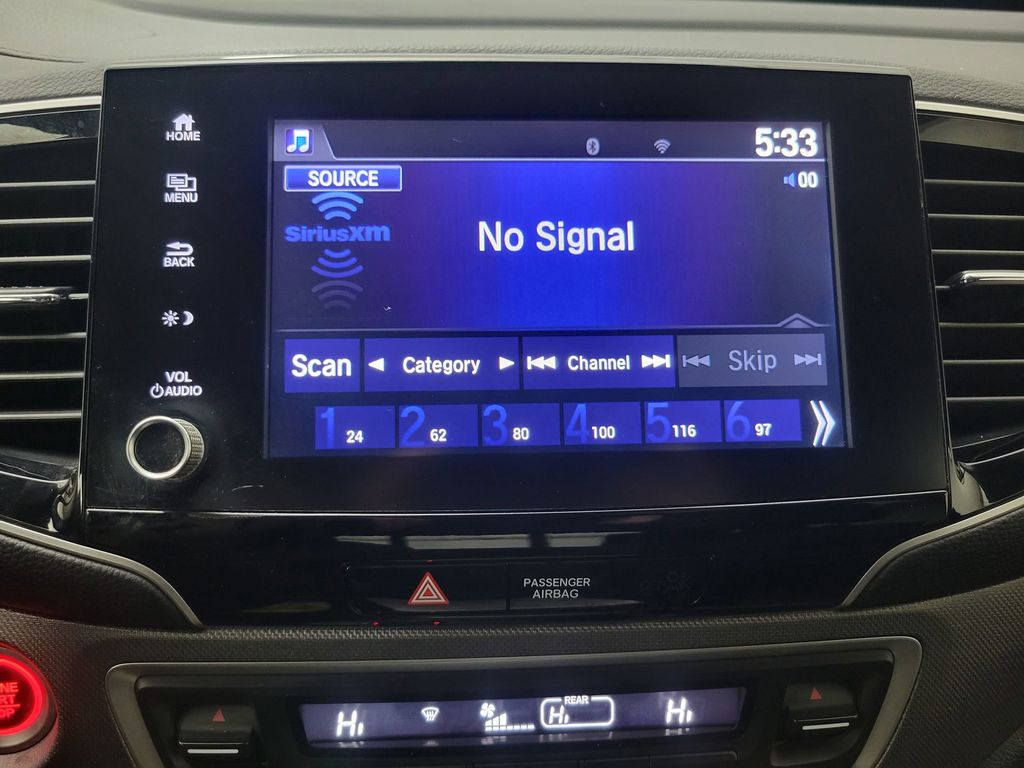 HOME
MENU
BACK
VOL
AUDIO
5:33
SOURCE
00
SiriusXM
No Signal
Scan
Category
Channel
Skip
1 24
2 62
3 80
4 100
5 116
6 97
PASSENGER
AIRBAG
REAR
Hi
Hi
Hi